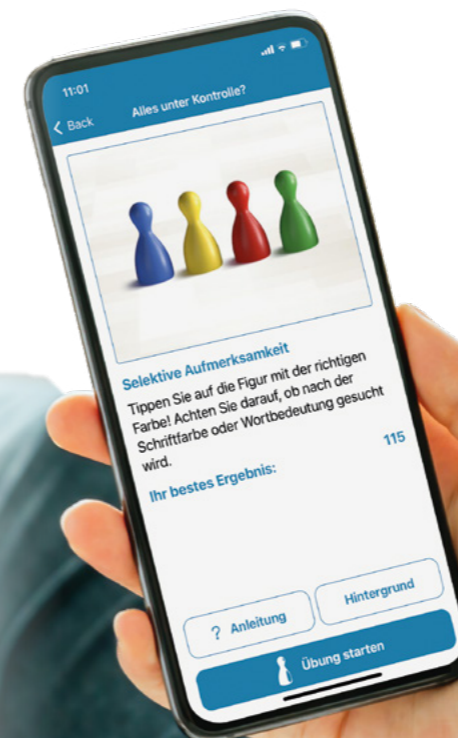 11:01
Back
Alles unter Kontrolle?
Selektive Aufmerksamkeit
Tippen Sie auf die Figur mit der richtigen
Farbe! Achten Sie darauf, ob nach der
Schriftfarbe oder Wortbedeutung gesucht
wird.
Ihr bestes Ergebnis: 115
? Anleitung
Hintergrund
Übung starten